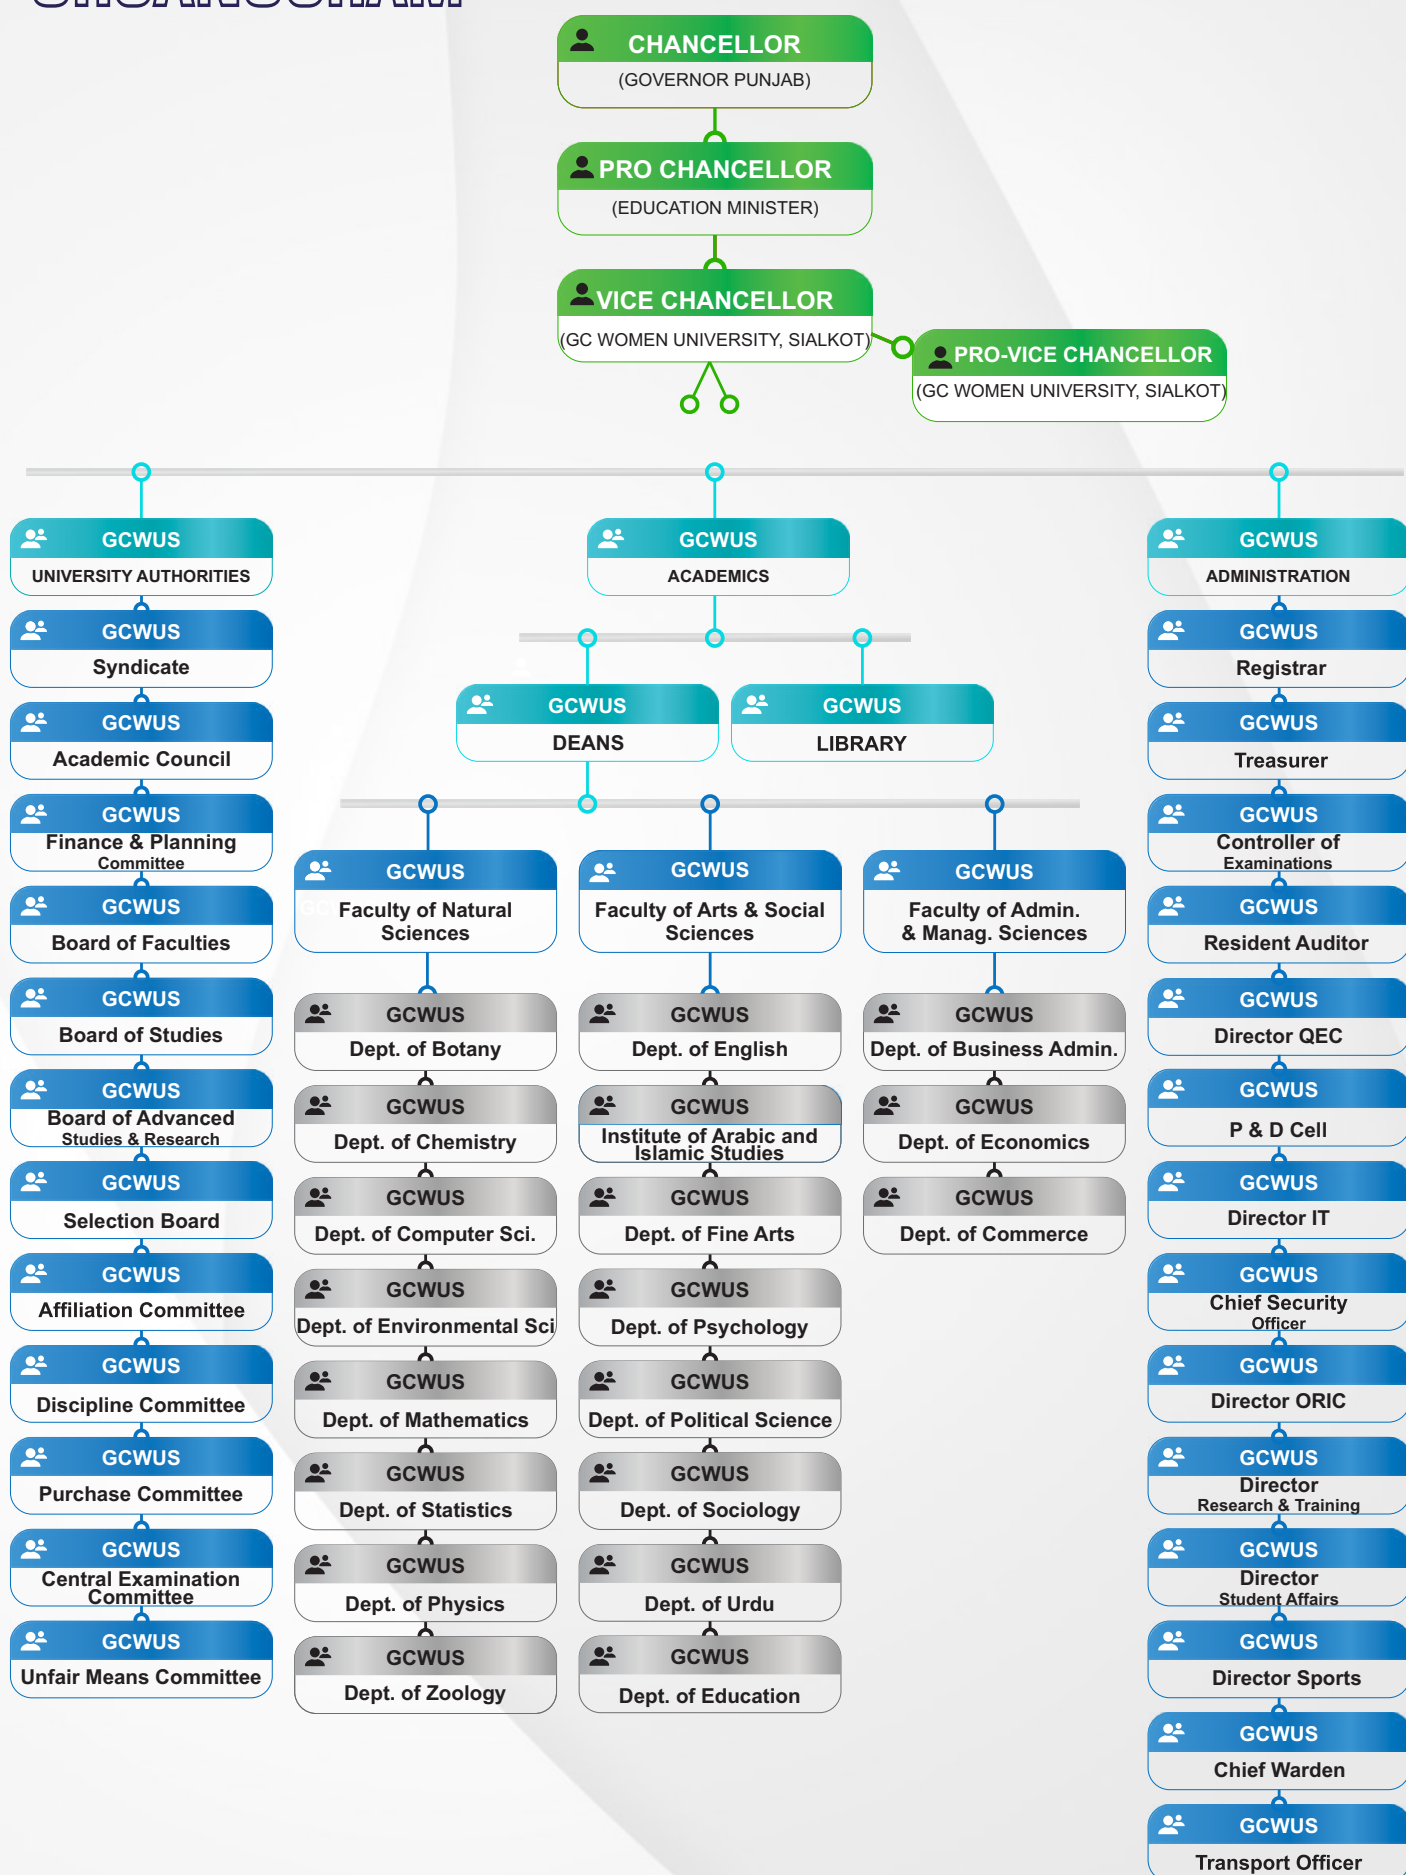 CHANCELLOR
(GOVERNOR PUNJAB)
PRO CHANCELLOR
(EDUCATION MINISTER)
VICE CHANCELLOR
(GC WOMEN UNIVERSITY, SIALKOT)
PRO-VICE CHANCELLOR
(GC WOMEN UNIVERSITY, SIALKOT)
GCWUS
UNIVERSITY AUTHORITIES
GCWUS
Syndicate
GCWUS
Academic Council
GCWUS
Finance & Planning
Committee
GCWUS
Board of Faculties
GCWUS
Board of Studies
GCWUS
Board of Advanced
Studies & Research
GCWUS
Selection Board
GCWUS
Affiliation Committee
GCWUS
Discipline Committee
GCWUS
Purchase Committee
GCWUS
Central Examination
Committee
GCWUS
Unfair Means Committee
GCWUS
ACADEMICS
GCWUS
DEANS
GCWUS
LIBRARY
GCWUS
Faculty of Natural
Sciences
GCWUS
Dept. of Botany
GCWUS
Dept. of Chemistry
GCWUS
Dept. of Computer Sci.
GCWUS
Dept. of Environmental Sci
GCWUS
Dept. of Mathematics
GCWUS
Dept. of Statistics
GCWUS
Dept. of Physics
GCWUS
Dept. of Zoology
GCWUS
Faculty of Arts & Social
Sciences
GCWUS
Dept. of English
GCWUS
Institute of Arabic and
Islamic Studies
GCWUS
Dept. of Fine Arts
GCWUS
Dept. of Psychology
GCWUS
Dept. of Political Science
GCWUS
Dept. of Sociology
GCWUS
Dept. of Urdu
GCWUS
Dept. of Education
GCWUS
Faculty of Admin.
& Manag. Sciences
GCWUS
Dept. of Business Admin.
GCWUS
Dept. of Economics
GCWUS
Dept. of Commerce
GCWUS
ADMINISTRATION
GCWUS
Registrar
GCWUS
Treasurer
GCWUS
Controller of
Examinations
GCWUS
Resident Auditor
GCWUS
Director QEC
GCWUS
P & D Cell
GCWUS
Director IT
GCWUS
Chief Security
Officer
GCWUS
Director ORIC
GCWUS
Director
Research & Training
GCWUS
Director
Student Affairs
GCWUS
Director Sports
GCWUS
Chief Warden
GCWUS
Transport Officer